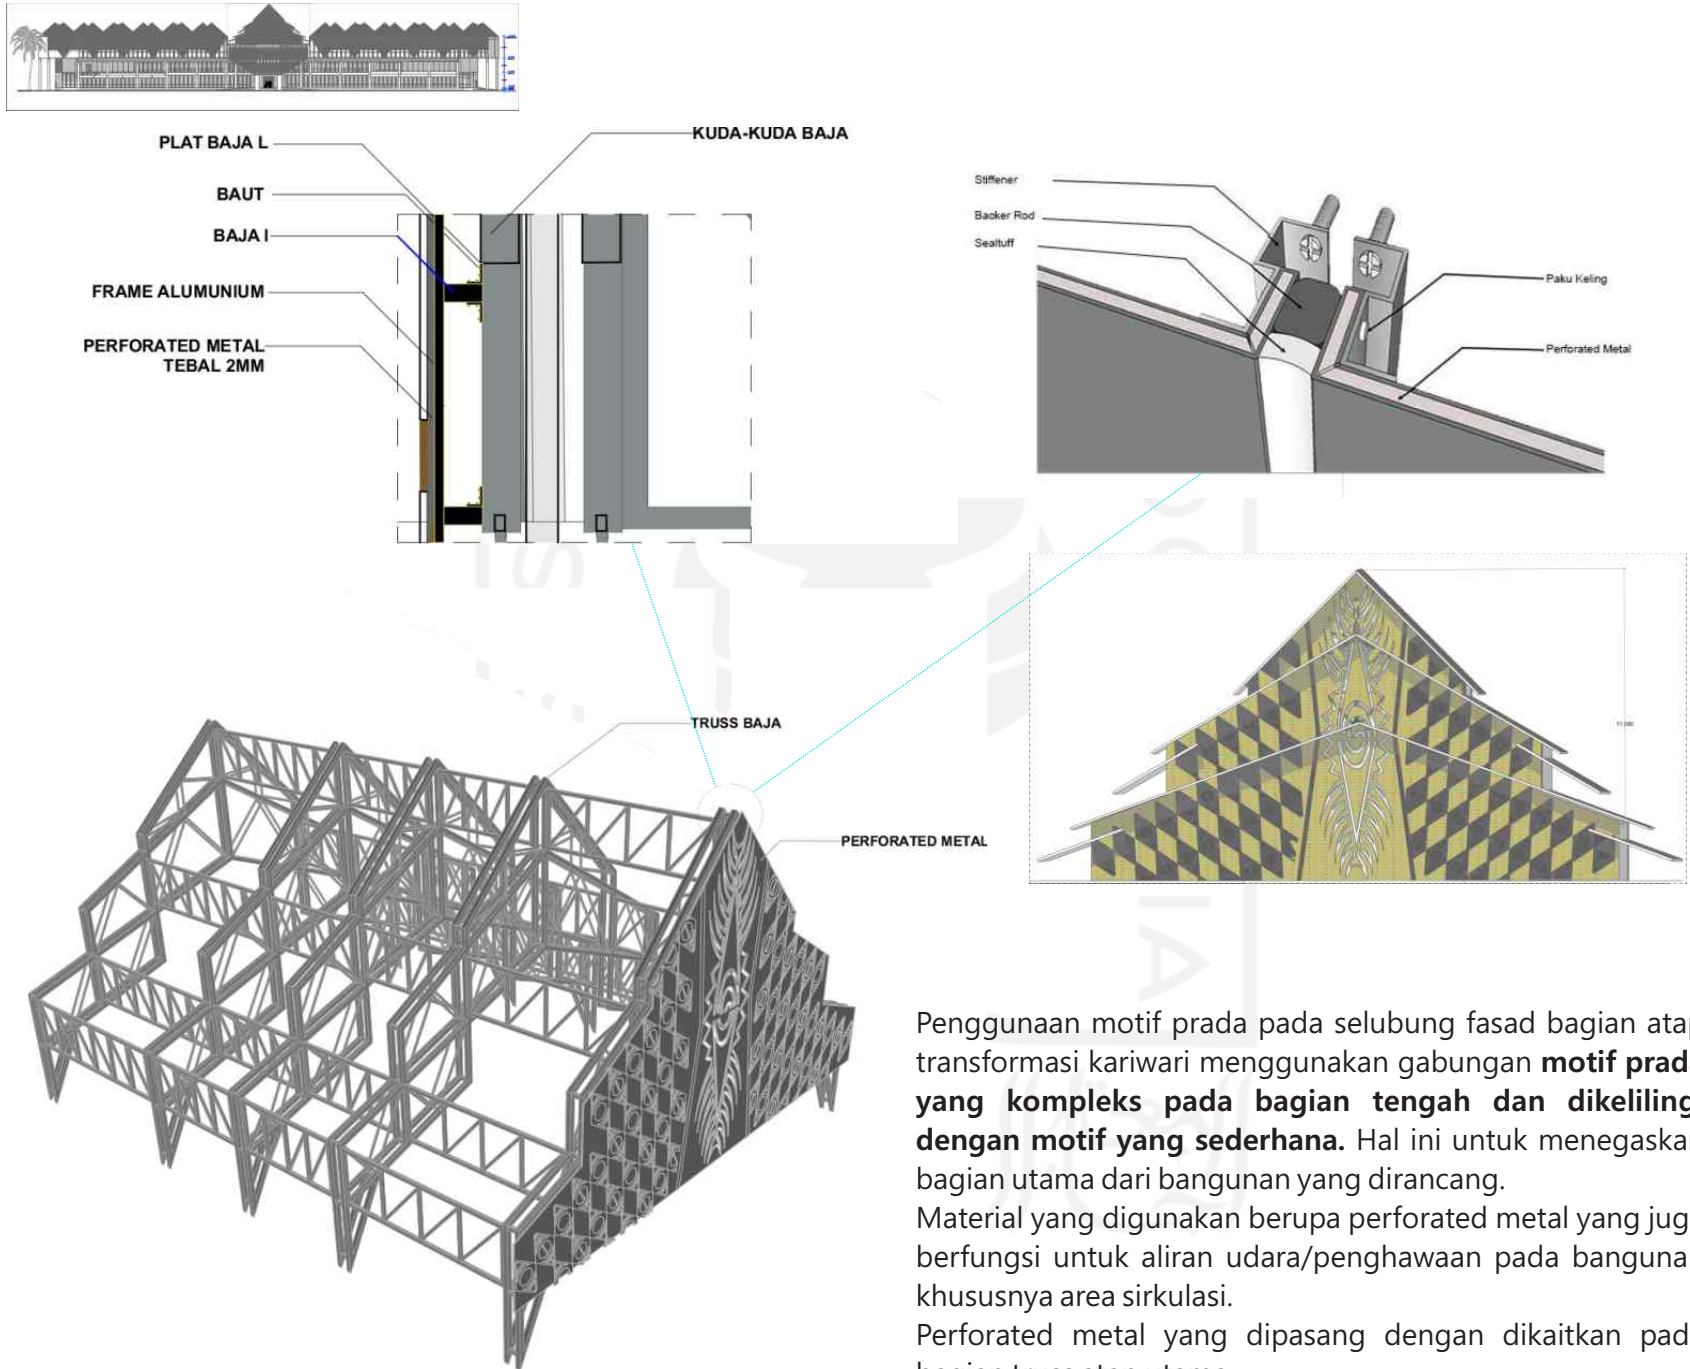 PLAT BAJA L
KUDA-KUDA BAJA
BAUT
BAJA I
FRAME ALUMUNIUM
PERFORATED METAL
TEBAL 2MM
Stiffener
Backer Rod
Sealtuff
Paku Keling
Perforated Metal
TRUSS BAJA
PERFORATED METAL
Penggunaan motif prada pada selubung fasad bagian atap
transformasi kariwari menggunakan gabungan motif prada
yang kompleks pada bagian tengah dan dikelilingi
dengan motif yang sederhana. Hal ini untuk menegaskan
bagian utama dari bangunan yang dirancang.
Material yang digunakan berupa perforated metal yang jug
berfungsi untuk aliran udara/penghawaan pada banguna
khususnya area sirkulasi.
Perforated metal yang dipasang dengan dikaitkan pad